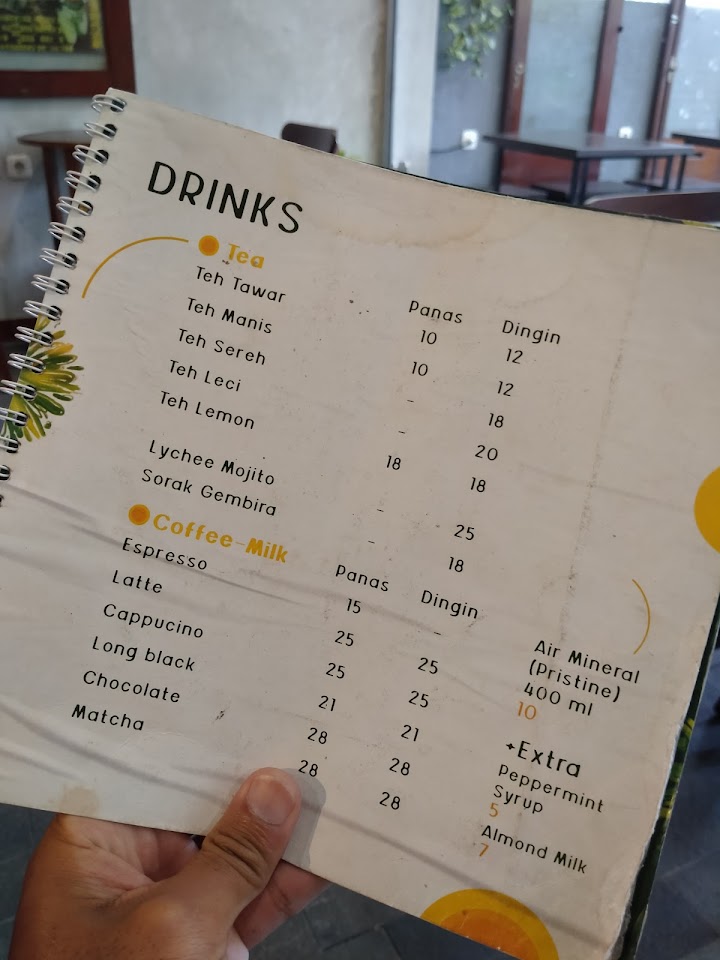 DRINKS
Tea
Panas Dingin
Teh Tawar 10 12
Teh Manis 10 12
Teh Sereh - 18
Teh Leci - 20
Teh Lemon 18 18
Lychee Mojito - 25
Sorak Gembira - 18
Coffee-Milk
Panas Dingin
Espresso 15 -
Latte 25 25
Cappucino 25 25
Long black 21 21
Chocolate 28 28
Matcha 28 28
Air Mineral
(Pristine)
400 ml
10
+Extra
Peppermint
Syrup
5
Almond Milk
7